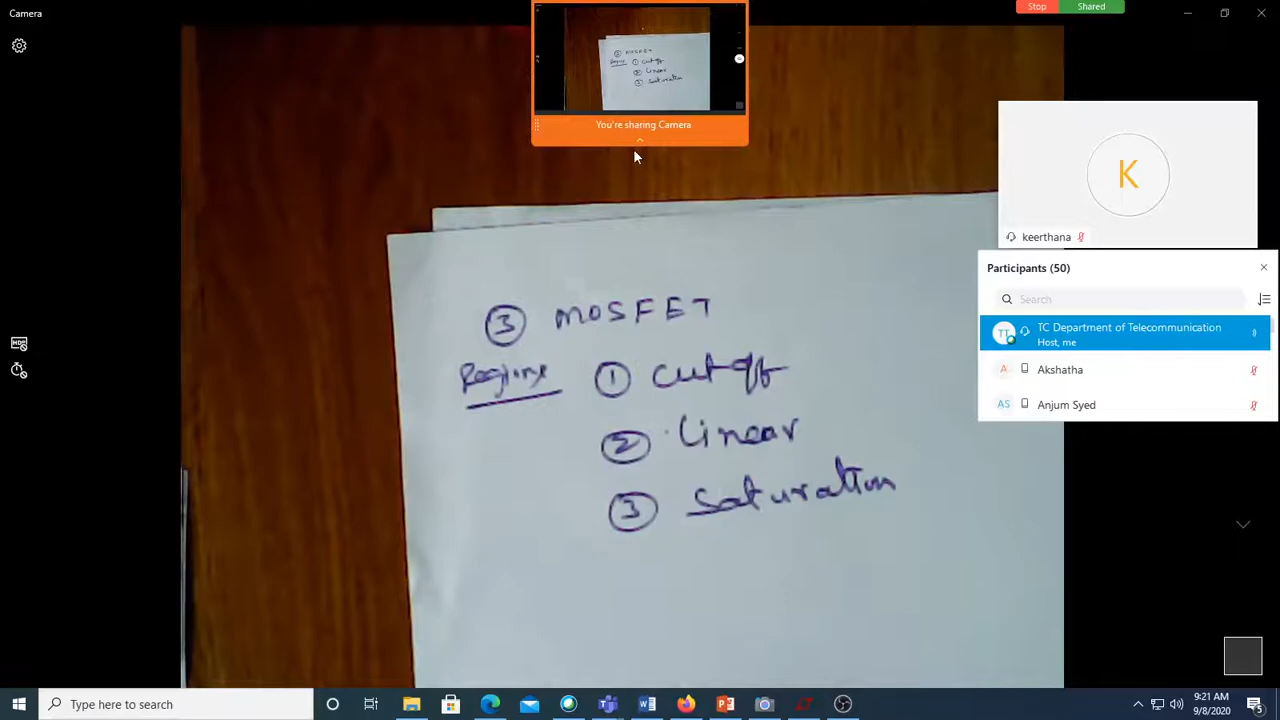 Camera
Stop Shared
You're sharing Camera
K
keerthana
Participants (50)
Search
TT TC Department of Telecommunication
Host, me
A Akshatha
AS Anjum Syed
③ MOSFET
Regions ① Cutoff
② Linear
③ Saturation
Type here to search
9:21 AM
9/8/2020